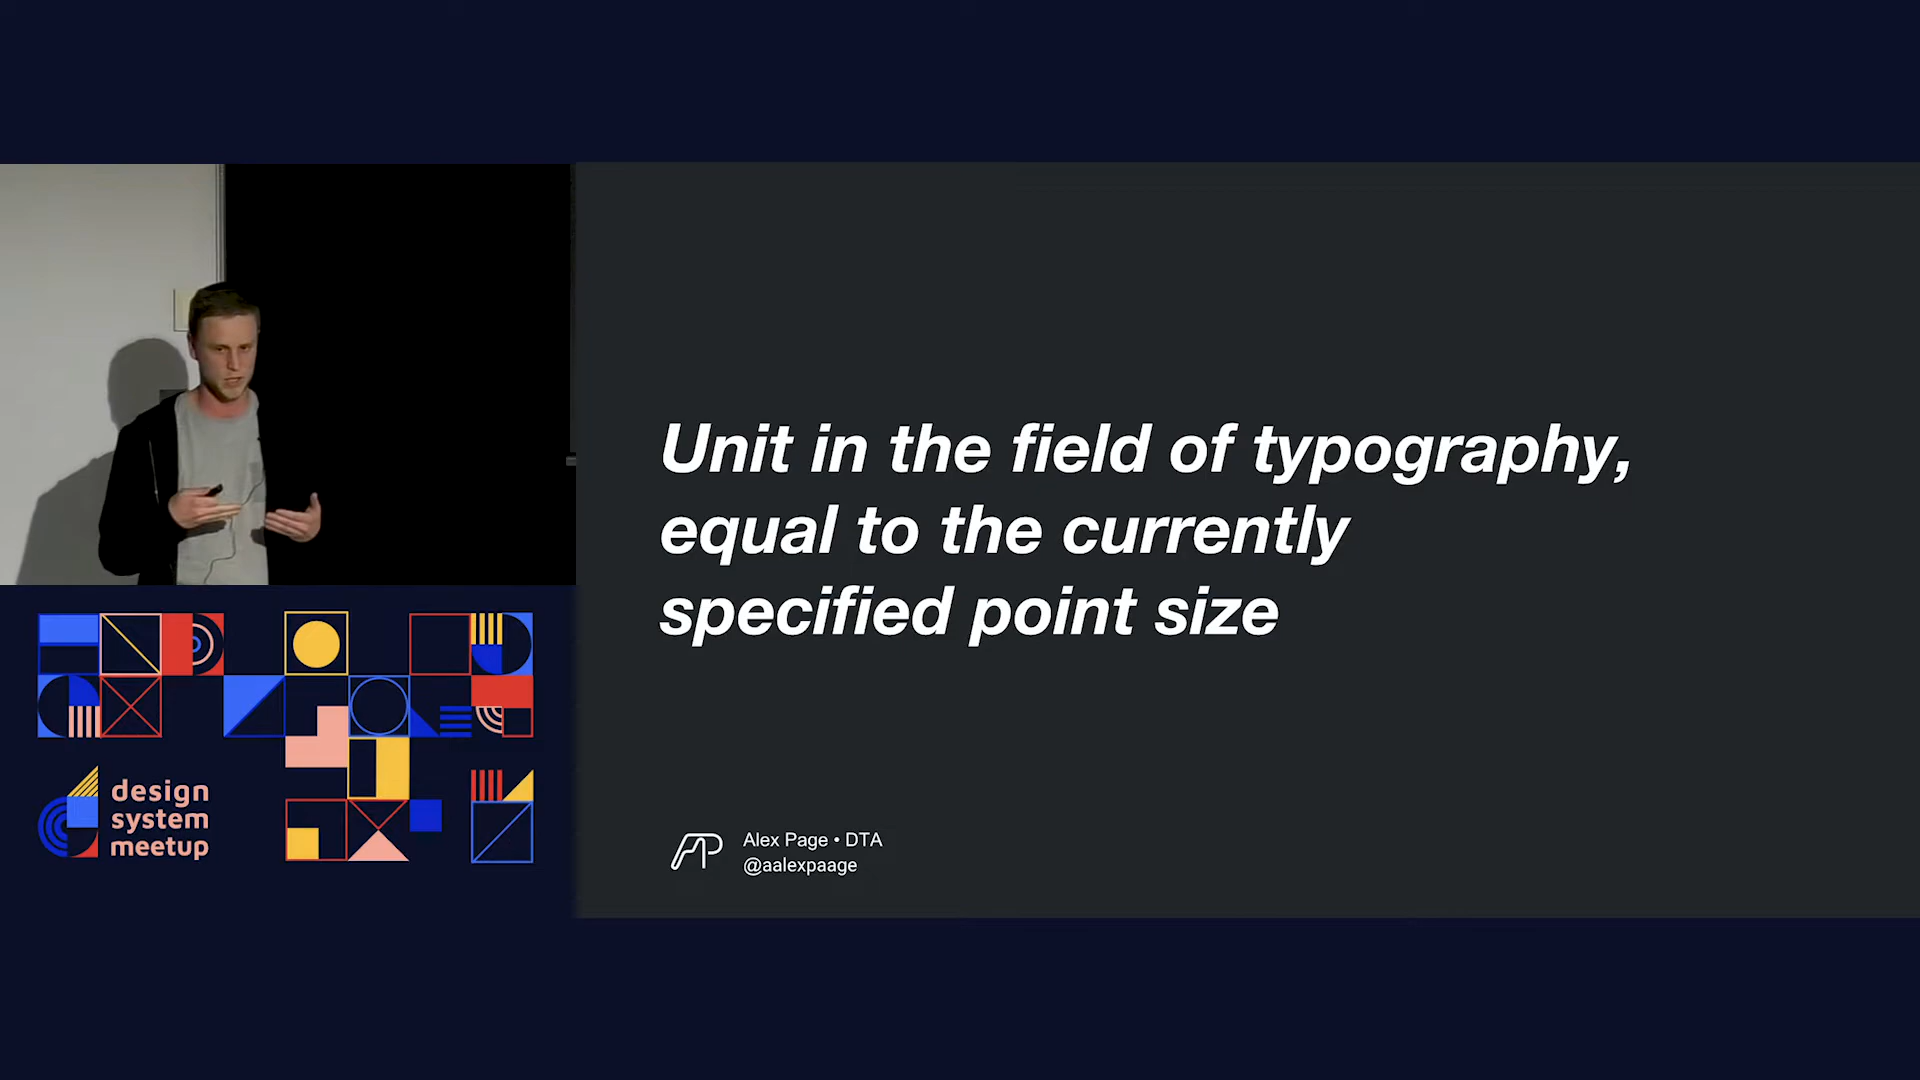 Unit in the field of typography,
equal to the currently
specified point size
Alex Page • DTA
@aalexpaage
design
system
meetup